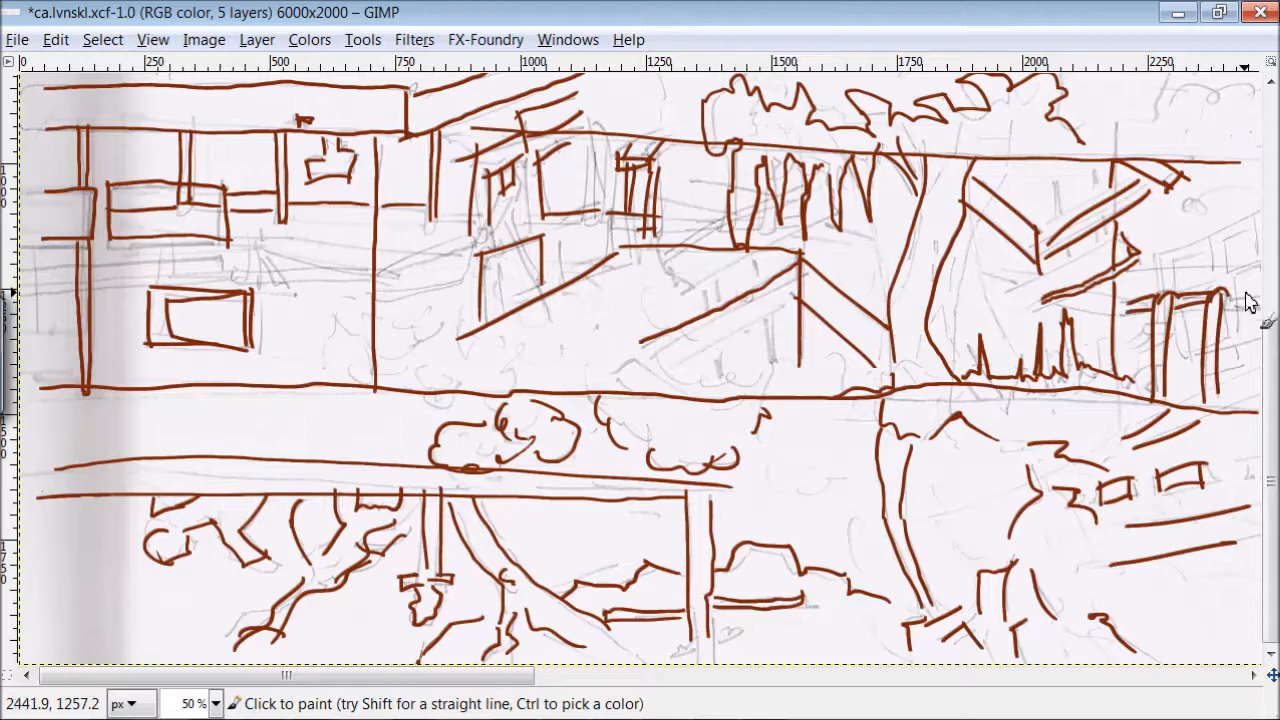 *ca.lvnskl.xcf-1.0 (RGB color, 5 layers) 6000x2000 – GIMP
File Edit Select View Image Layer Colors Tools Filters FX-Foundry Windows Help
0 250 500 750 1000 1250 1500 1750 2000 2250
2441.9, 1257.2 px 50 % Click to paint (try Shift for a straight line, Ctrl to pick a color)